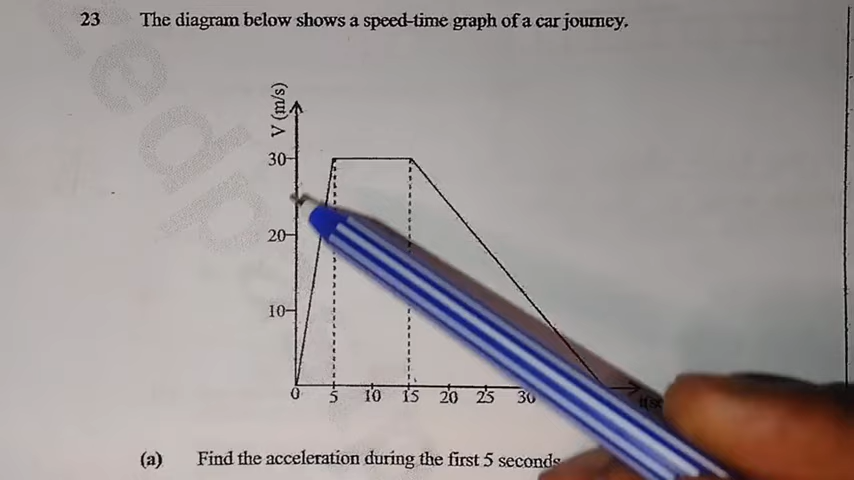 23 The diagram below shows a speed-time graph of a car journey.
V (m/s)
30
20
10
0 5 10 15 20 25 30
(a) Find the acceleration during the first 5 seconds